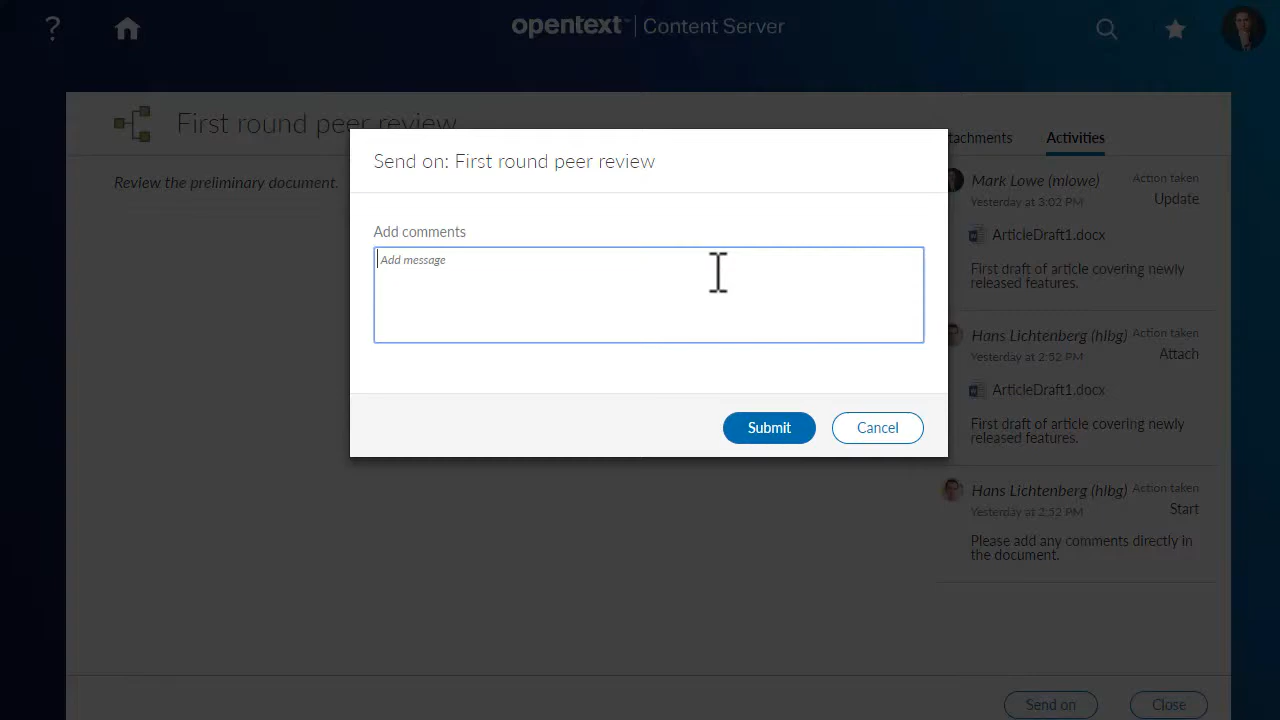 ?
opentext™ | Content Server
First round peer review
Review the preliminary document.
Send on: First round peer review
Add comments
Add message
Submit
Cancel
ttachments
Activities
Mark Lowe (mlowe)
Action taken
Yesterday at 3:02 PM
Update
ArticleDraft1.docx
First draft of article covering newly
released features.
Hans Lichtenberg (hlbg)
Action taken
Yesterday at 2:52 PM
Attach
ArticleDraft1.docx
First draft of article covering newly
released features.
Hans Lichtenberg (hlbg)
Action taken
Yesterday at 2:52 PM
Start
Please add any comments directly in
the document.
Send on
Close